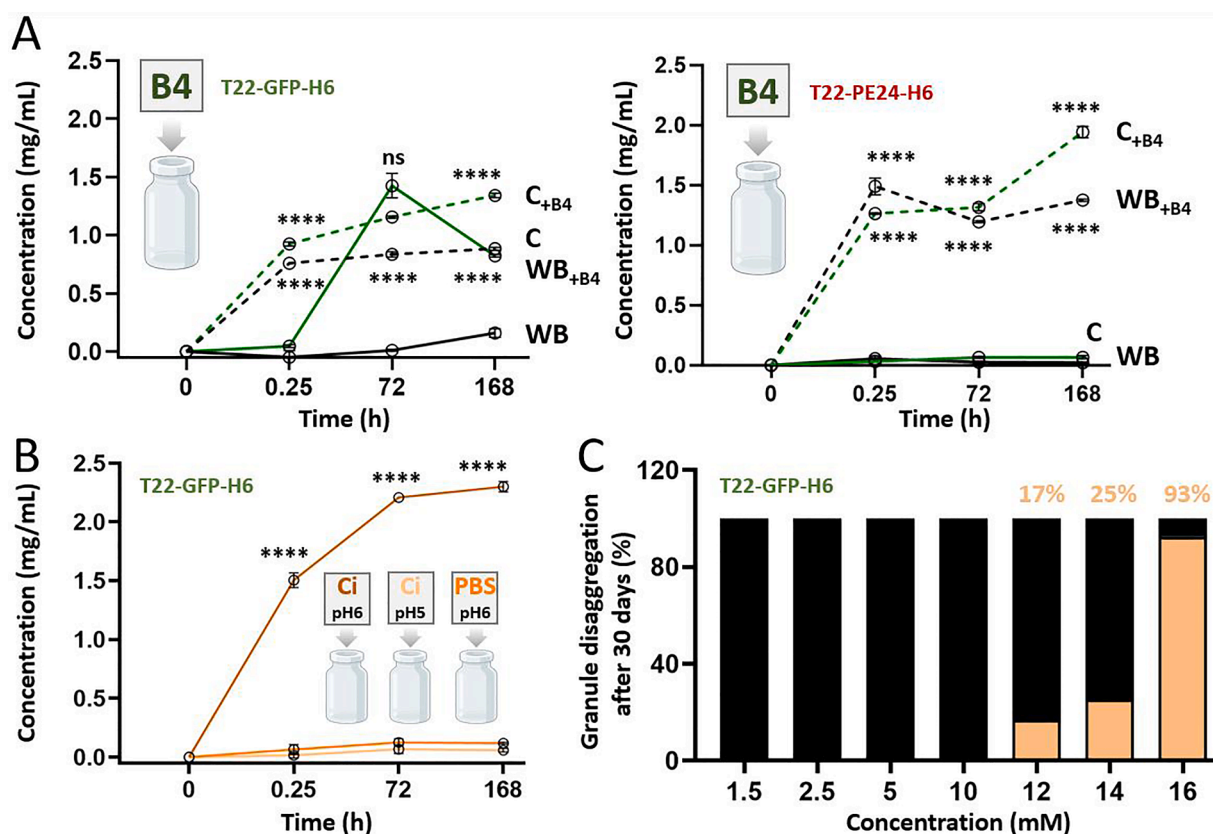 A
Concentration (mg/mL)
2.5
2.0
1.5
1.0
0.5
0.0
B4
T22-GFP-H6
****
****
ns
****
****
****
C+B4
C
WB+B4
WB
0
0.25
72
168
Time (h)
Concentration (mg/mL)
2.5
2.0
1.5
1.0
0.5
0.0
B4
T22-PE24-H6
****
****
****
****
****
****
C+B4
WB+B4
C
WB
0
0.25
72
168
Time (h)
B
Concentration (mg/mL)
2.5
2.0
1.5
1.0
0.5
0.0
T22-GFP-H6
****
****
****
Ci
pH6
Ci
pH5
PBS
pH6
0
0.25
72
168
Time (h)
C
Granule disaggregation
after 30 days (%)
120
80
40
0
T22-GFP-H6
17%
25%
93%
1.5
2.5
5
10
12
14
16
Concentration (mM)